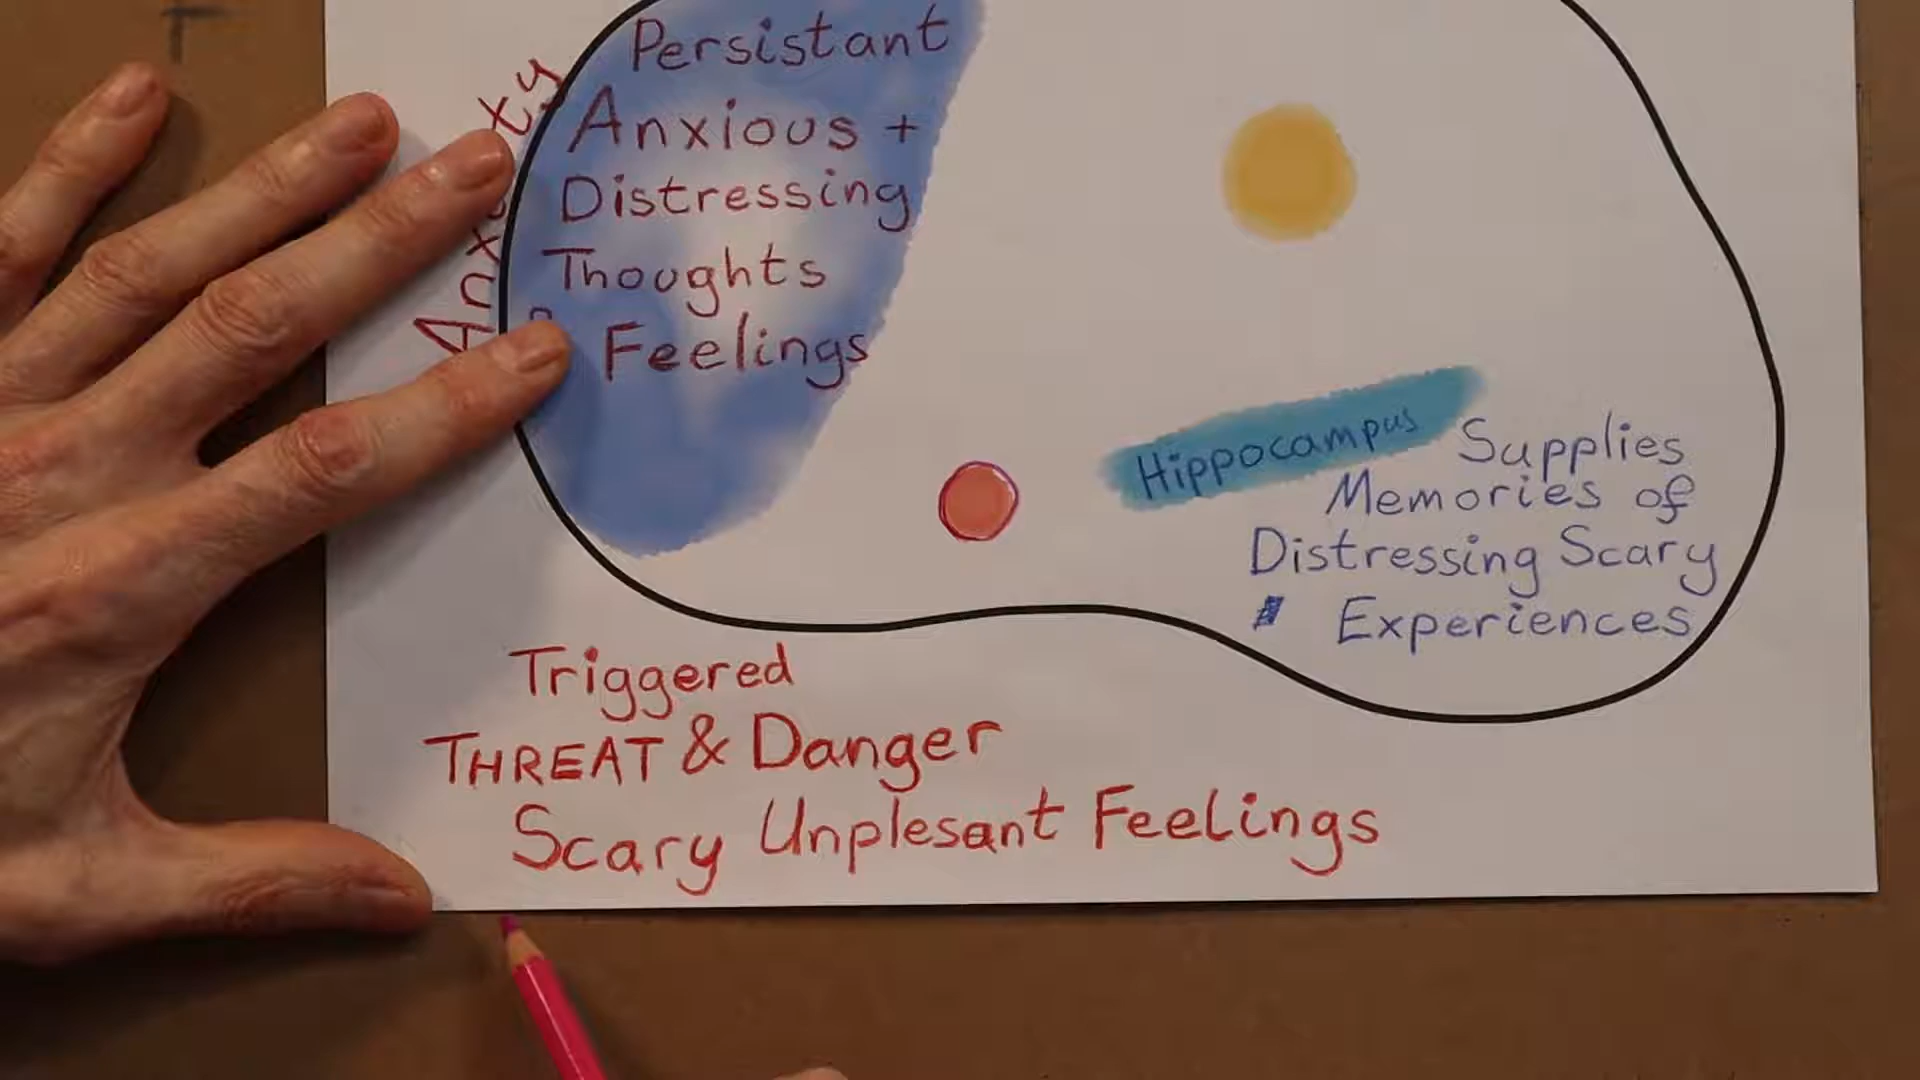 Persistant
Anxious +
Distressing
Thoughts
Feelings
Hippocampus
Supplies
Memories of
Distressing Scary
Experiences
Triggered
THREAT & Danger
Scary Unplesant Feelings